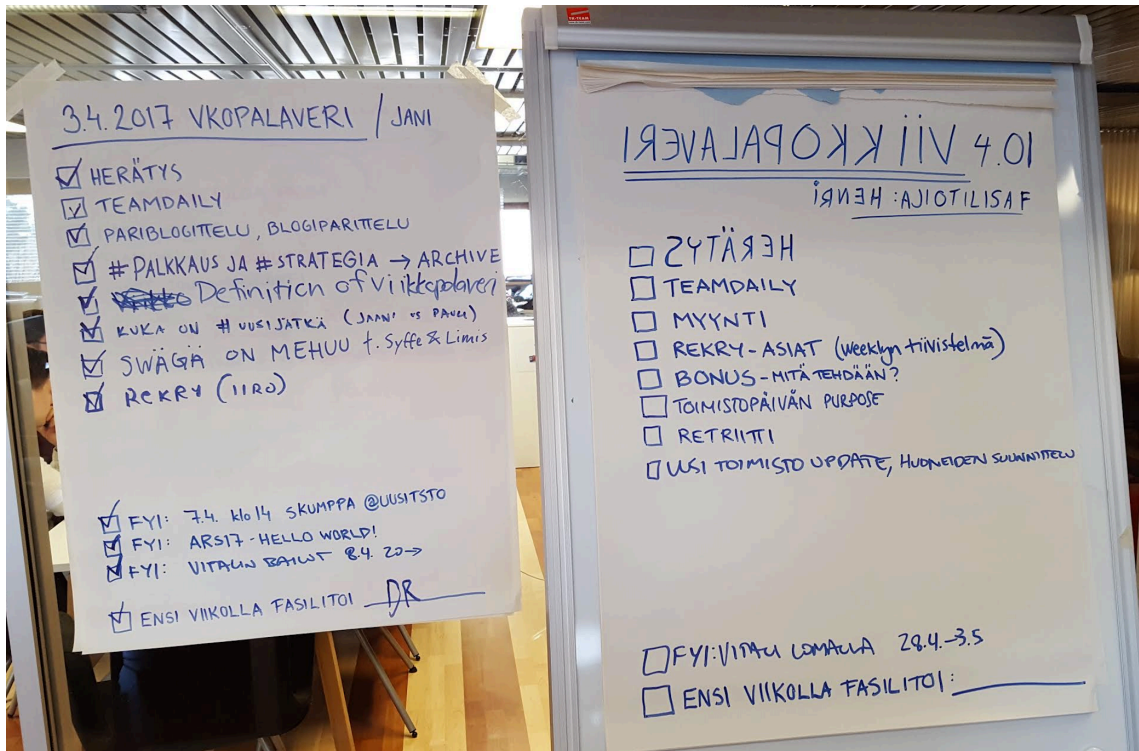 3.4.2017 VKOPALAVERI / JANI
HERÄTYS
TEAMDAILY
PARIBLOGITTELU, BLOGIPARITTELU
#PALKKAUS JA #STRATEGIA → ARCHIVE
Definition of viikkopalaveri
KUKA ON #UUSIJÄTKÄ (JAANI vs PAULI)
SWÄGÄ ON MEHUU t. Syffe & Limis
REKRY (IIRO)
FYI: 7.4. klo 14 SKUMPPA @UUSITSTO
FYI: ARS17 - HELLO WORLD!
FYI: VITALIN BAILUT 8.4. 20→
ENSI VIIKOLLA FASILITOI DR
10.4 VIIKKOPALAVERI
FASILITOIJA: HENRI
HERÄTYS
TEAMDAILY
MYYNTI
REKRY-ASIAT (weeklyn tiivistelmä)
BONUS - MITÄ TEHDÄÄN?
TOIMISTOPÄIVÄN PURPOSE
RETRIITTI
UUSI TOIMISTO UPDATE, HUONEIDEN SUUNNITTELU
FYI: VITALI LOMALLA 28.4.-3.5
ENSI VIIKOLLA FASILITOI: